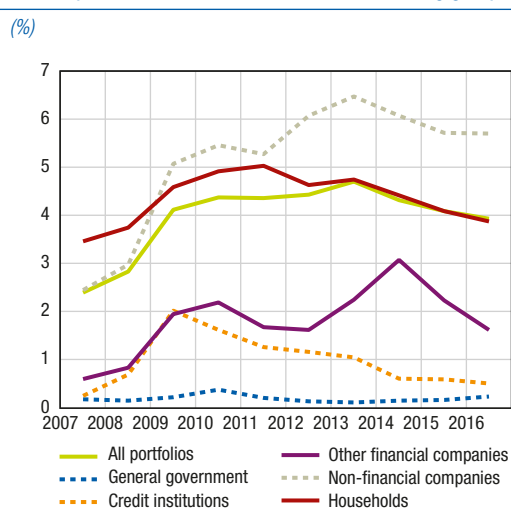 (%)
7
6
5
4
3
2
1
0
2007 2008 2009 2010 2011 2012 2013 2014 2015 2016
All portfolios
General government
Credit institutions
Other financial companies
Non-financial companies
Households